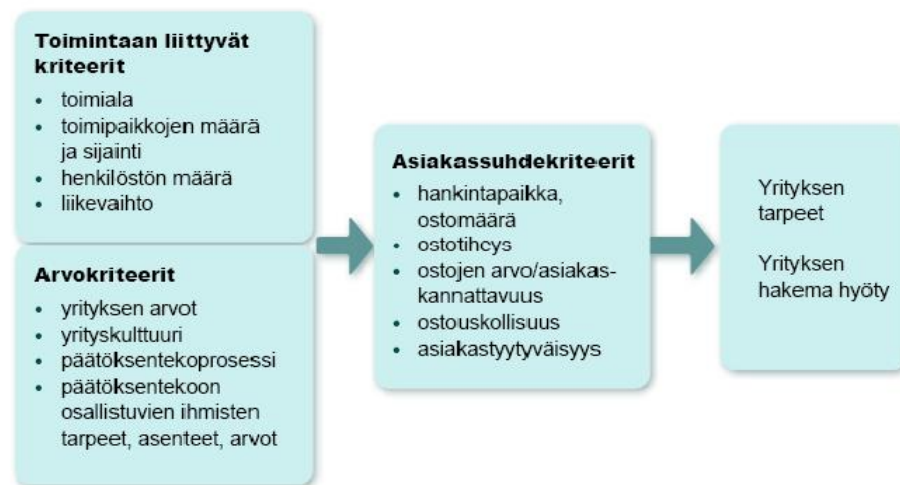 Toimintaan liittyvät
kriteerit
• toimiala
• toimipaikkojen määrä
ja sijainti
• henkilöstön määrä
• liikevaihto
Arvokriteerit
• yrityksen arvot
• yrityskulttuuri
• päätöksentekoprosessi
• päätöksentekoon
osallistuvien ihmisten
tarpeet, asenteet, arvot
Asiakassuhdekriteerit
• hankintapaikka,
ostomäärä
• ostotiheys
• ostojen arvo/asiakas-
kannattavuus
• ostouskollisuus
• asiakastyytyväisyys
Yrityksen
tarpeet
Yrityksen
hakema hyöty